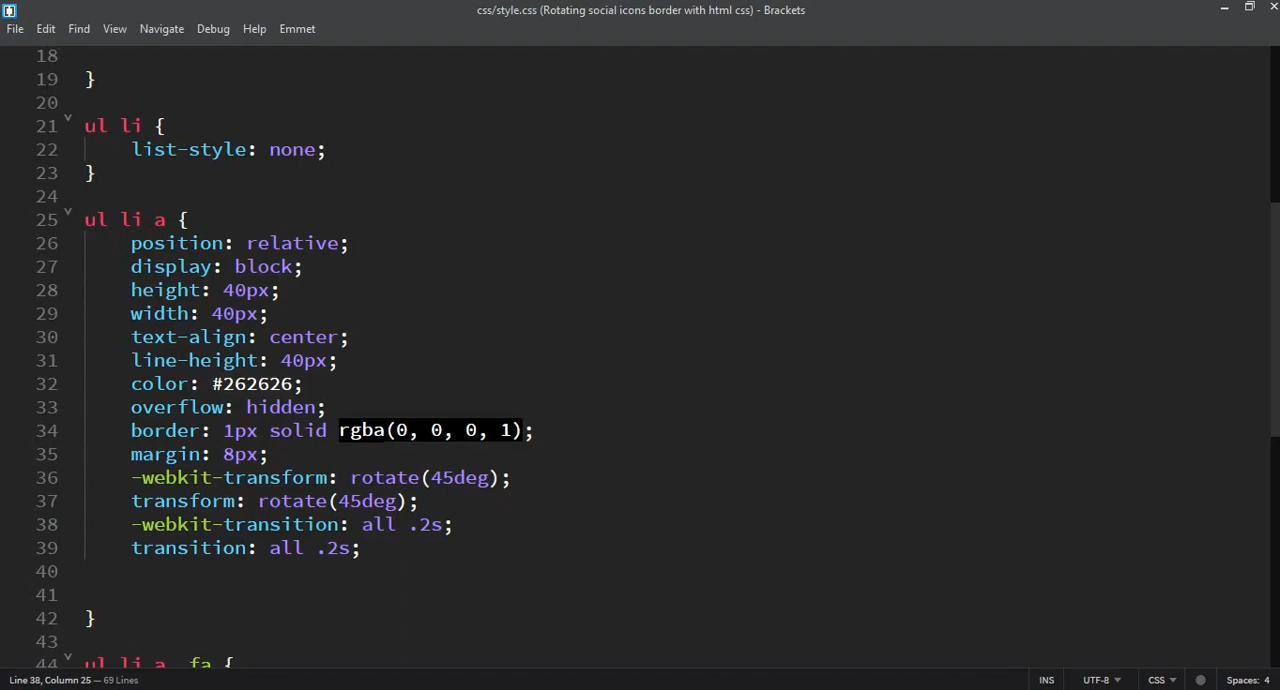 css/style.css (Rotating social icons border with html css) - Brackets
File Edit Find View Navigate Debug Help Emmet
18
19 }
20
21 ul li {
22 list-style: none;
23 }
24
25 ul li a {
26 position: relative;
27 display: block;
28 height: 40px;
29 width: 40px;
30 text-align: center;
31 line-height: 40px;
32 color: #262626;
33 overflow: hidden;
34 border: 1px solid rgba(0, 0, 0, 1);
35 margin: 8px;
36 -webkit-transform: rotate(45deg);
37 transform: rotate(45deg);
38 -webkit-transition: all .2s;
39 transition: all .2s;
40
41
42 }
43
44 ul li a .fa {
Line 38, Column 25 — 69 Lines INS UTF-8 CSS Spaces: 4